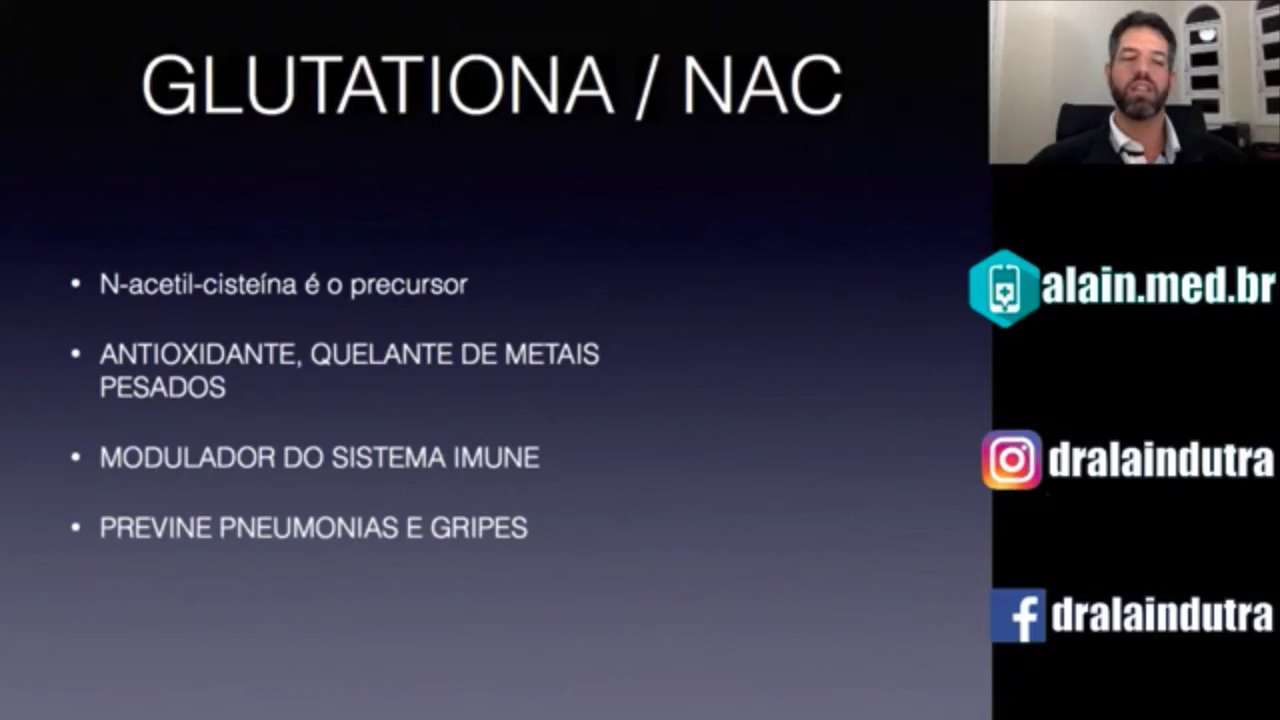 GLUTATIONA / NAC
• N-acetil-cisteína é o precursor
• ANTIOXIDANTE, QUELANTE DE METAIS
PESADOS
• MODULADOR DO SISTEMA IMUNE
• PREVINE PNEUMONIAS E GRIPES
alain.med.br
dralaindutra
dralaindutra